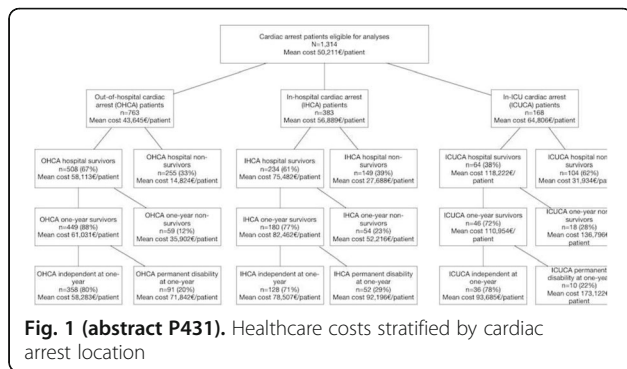 Cardiac arrest patients eligible for analyses
N=1,314
Mean cost 50,211€/patient
Out-of-hospital cardiac
arrest (OHCA) patients
n=763
Mean cost 43,645€/patient
In-hospital cardiac arrest
(IHCA) patients
n=383
Mean cost 56,889€/patient
In-ICU cardiac arrest
(ICUCA) patients
n=168
Mean cost 64,806€/patient
OHCA hospital survivors
n=508 (67%)
Mean cost 58,113€/patient
OHCA hospital non-
survivors
n=255 (33%)
Mean cost 14,824€/patient
IHCA hospital survivors
n=234 (61%)
Mean cost 75,482€/patient
IHCA hospital non-
survivors
n=149 (39%)
Mean cost 27,688€/patient
ICUCA hospital survivors
n=64 (38%)
Mean cost 118,222€/
patient
ICUCA hospital non-
survivors
n=104 (62%)
Mean cost 31,934€/patient
OHCA one-year survivors
n=449 (88%)
Mean cost 61,031€/patient
OHCA one-year non-
survivors
n=59 (12%)
Mean cost 35,902€/patient
IHCA one-year survivors
n=180 (77%)
Mean cost 82,462€/patient
IHCA one-year non-
survivors
n=54 (23%)
Mean cost 52,216€/patient
ICUCA one-year survivors
n=46 (72%)
Mean cost 110,954€/
patient
ICUCA one-year non
survivors
n=18 (28%)
Mean cost 136,796€
patient
OHCA independent at one-
year
n=358 (80%)
Mean cost 58,283€/patient
OHCA permanent disability
at one-year
n=91 (20%)
Mean cost 71,842€/patient
IHCA independent at one-
year
n=128 (71%)
Mean cost 78,507€/patient
IHCA permanent disability
at one-year
n=52 (29%)
Mean cost 92,196€/patient
ICUCA independent at one-
year
n=36 (78%)
Mean cost 93,685€/patient
ICUCA permanent
disability at one-year
n=10 (22%)
Mean cost 173,122€
patient
Fig. 1 (abstract P431). Healthcare costs stratified by cardiac
arrest location